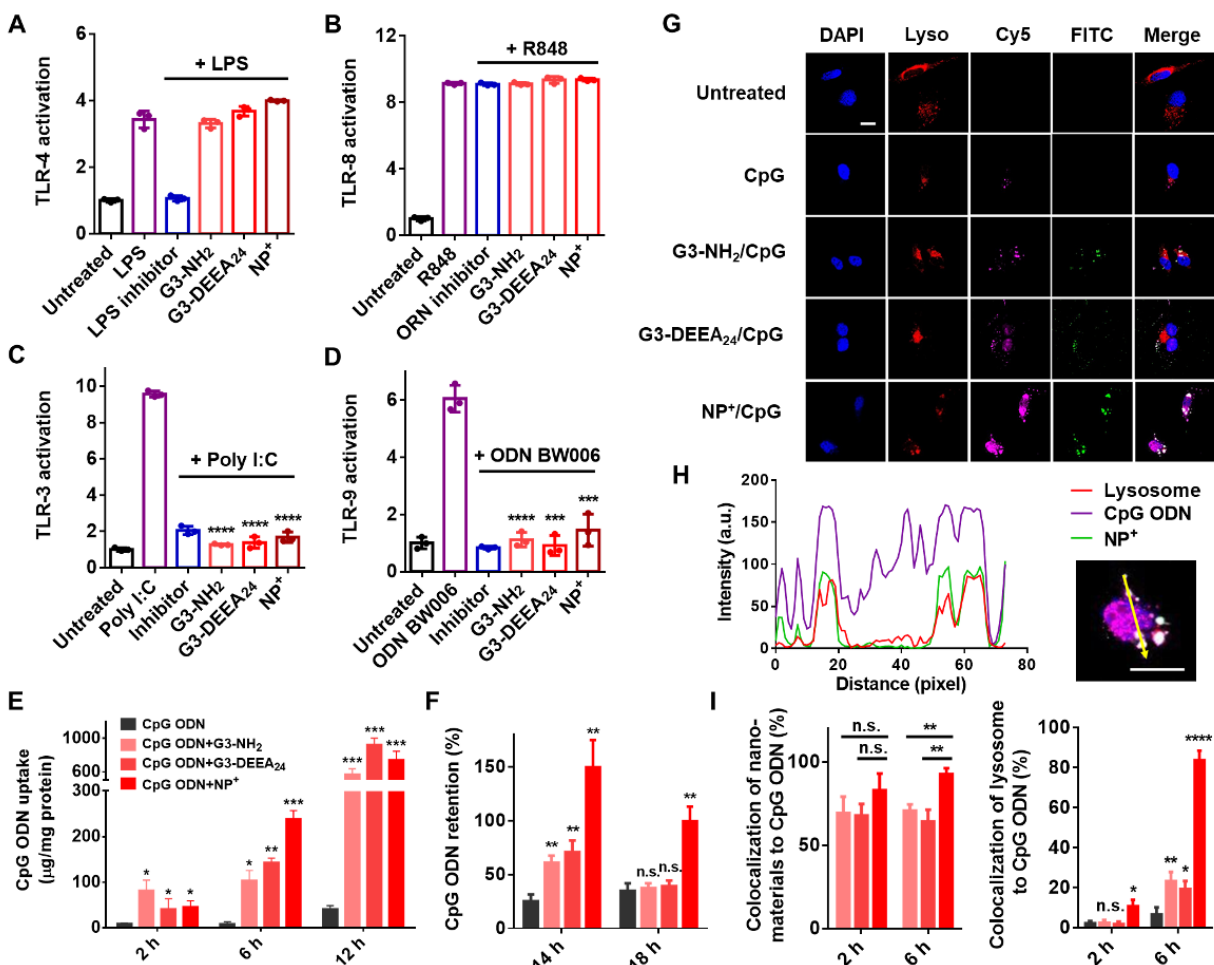 A
TLR-4 activation
6
4
2
0
+ LPS
Untreated
LPS
LPS inhibitor
G3-NH2
G3-DEEA24
NP+
B
TLR-8 activation
12
9
6
3
0
+ R848
Untreated
R848
ORN inhibitor
G3-NH2
G3-DEEA24
NP+
C
TLR-3 activation
10
8
6
4
2
0
+ Poly I:C
**** **** ****
Untreated
Poly I:C
Inhibitor
G3-NH2
G3-DEEA24
NP+
D
TLR-9 activation
9
6
3
0
+ ODN BW006
**** *** ***
Untreated
ODN BW006
Inhibitor
G3-NH2
G3-DEEA24
NP+
E
CpG ODN uptake
(µg/mg protein)
1000
600
300
200
100
0
CpG ODN
CpG ODN+G3-NH2
CpG ODN+G3-DEEA24
CpG ODN+NP+
* * *
* ** ***
*** *** ***
2 h 6 h 12 h
F
CpG ODN retention (%)
150
100
50
0
** ** **
n.s. n.s. **
14 h 18 h
G
DAPI Lyso Cy5 FITC Merge
Untreated
CpG
G3-NH2/CpG
G3-DEEA24/CpG
NP+/CpG
H
Intensity (a.u.)
200
150
100
50
0
0 20 40 60 80
Distance (pixel)
Lysosome
CpG ODN
NP+
I
Colocalization of nano-
materials to CpG ODN (%)
100
50
0
n.s.
n.s.
**
**
2 h 6 h
Colocalization of lysosome
to CpG ODN (%)
100
80
60
40
20
0
n.s. *
** * ****
2 h 6 h